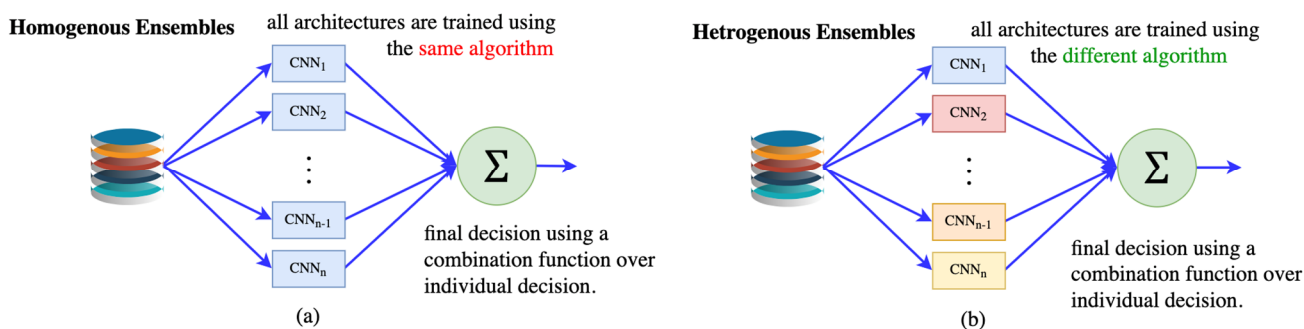 Homogenous Ensembles
all architectures are trained using
the same algorithm
CNN1
CNN2
⋮
CNNn-1
CNNn
Σ
final decision using a
combination function over
individual decision.
(a)
Hetrogenous Ensembles
all architectures are trained using
the different algorithm
CNN1
CNN2
⋮
CNNn-1
CNNn
Σ
final decision using a
combination function over
individual decision.
(b)